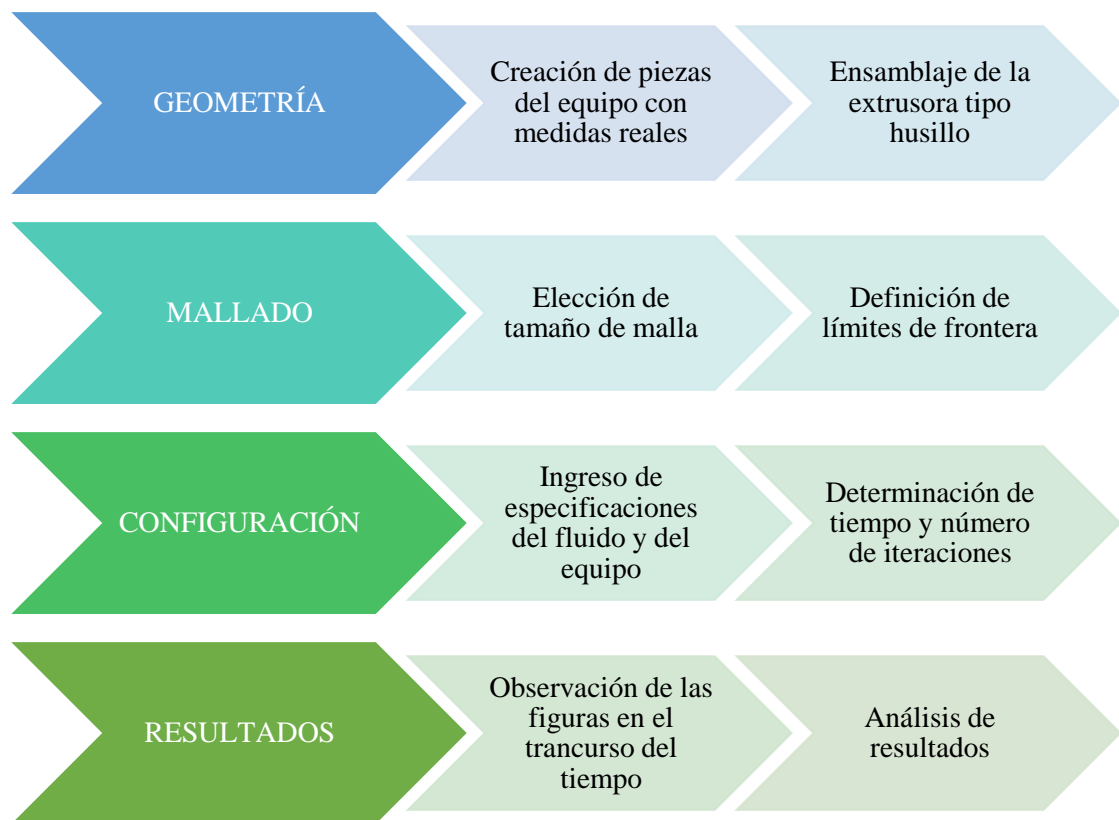 GEOMETRÍA
Creación de piezas
del equipo con
medidas reales
Ensamblaje de la
extrusora tipo
husillo
MALLADO
Elección de
tamaño de malla
Definición de
límites de frontera
CONFIGURACIÓN
Ingreso de
especificaciones
del fluido y del
equipo
Determinación de
tiempo y número
de iteraciones
RESULTADOS
Observación de las
figuras en el
trancurso del
tiempo
Análisis de
resultados